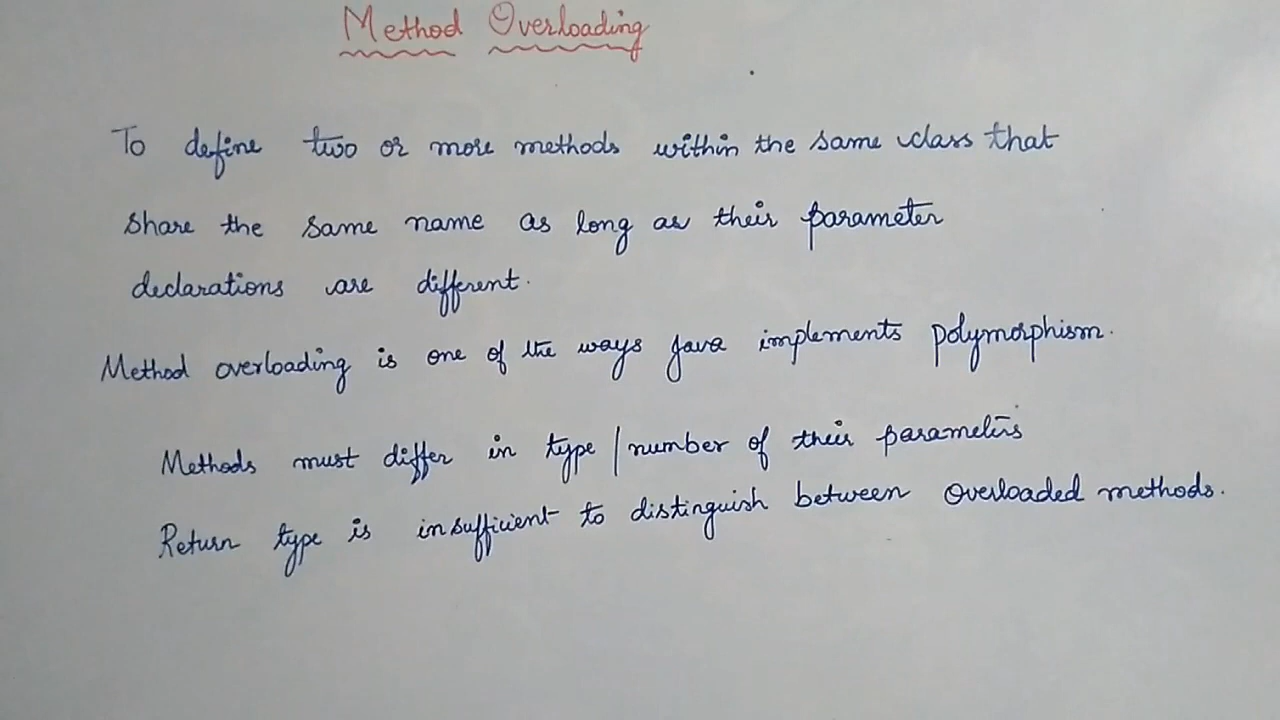 Method Overloading
To define two or more methods within the same class that
share the same name as long as their parameter
declarations are different.
Method overloading is one of the ways Java implements polymorphism.
Methods must differ in type / number of their parameters
Return type is insufficient to distinguish between overloaded methods.